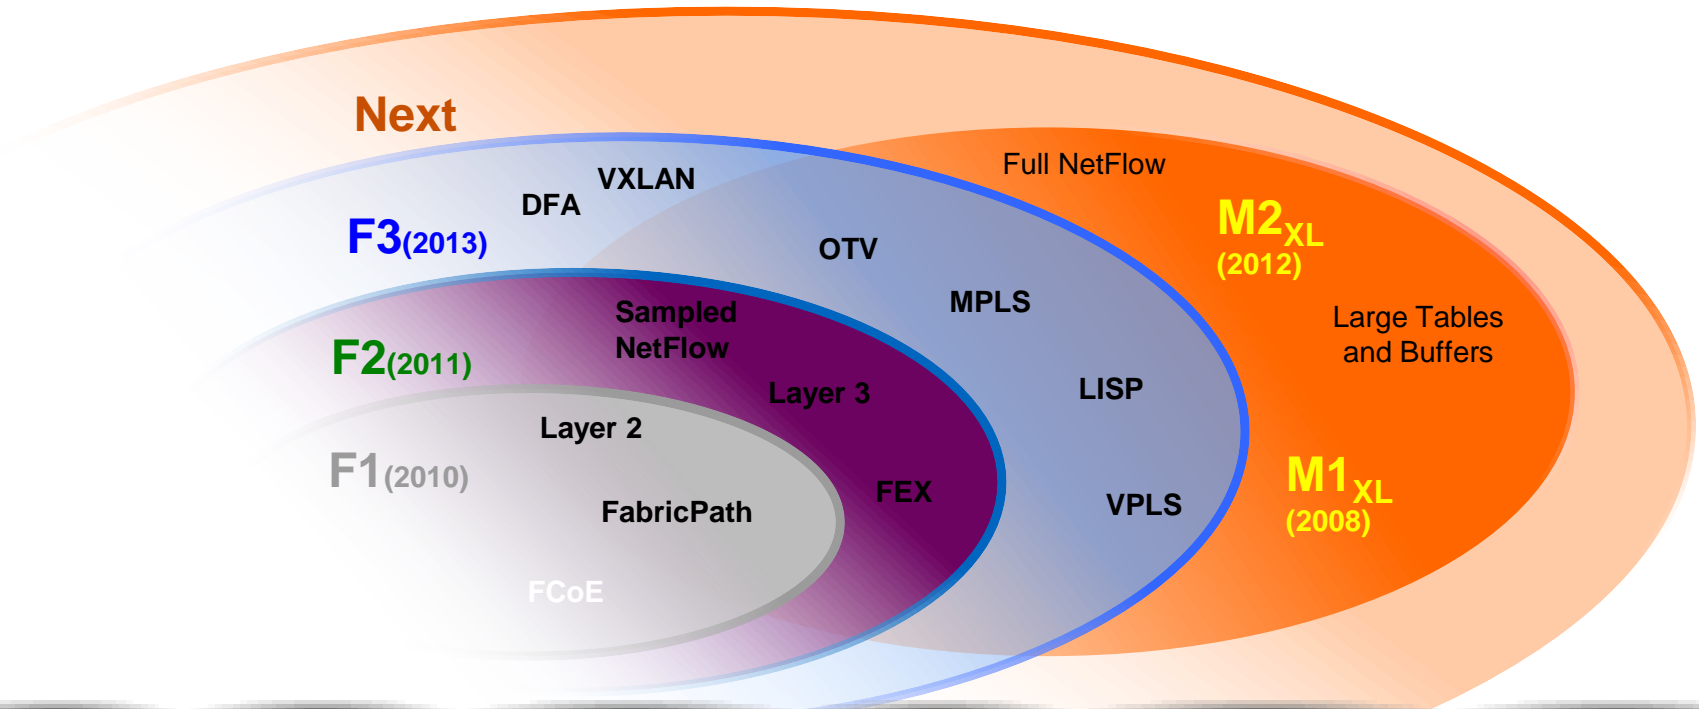 Next
Full NetFlow
VXLAN
DFA
F3(2013)
M2XL
(2012)
OTV
MPLS
Sampled
NetFlow
Large Tables
and Buffers
F2(2011)
Layer 3
LISP
Layer 2
F1(2010)
FabricPath
FEX
VPLS
M1XL
(2008)
FCoE